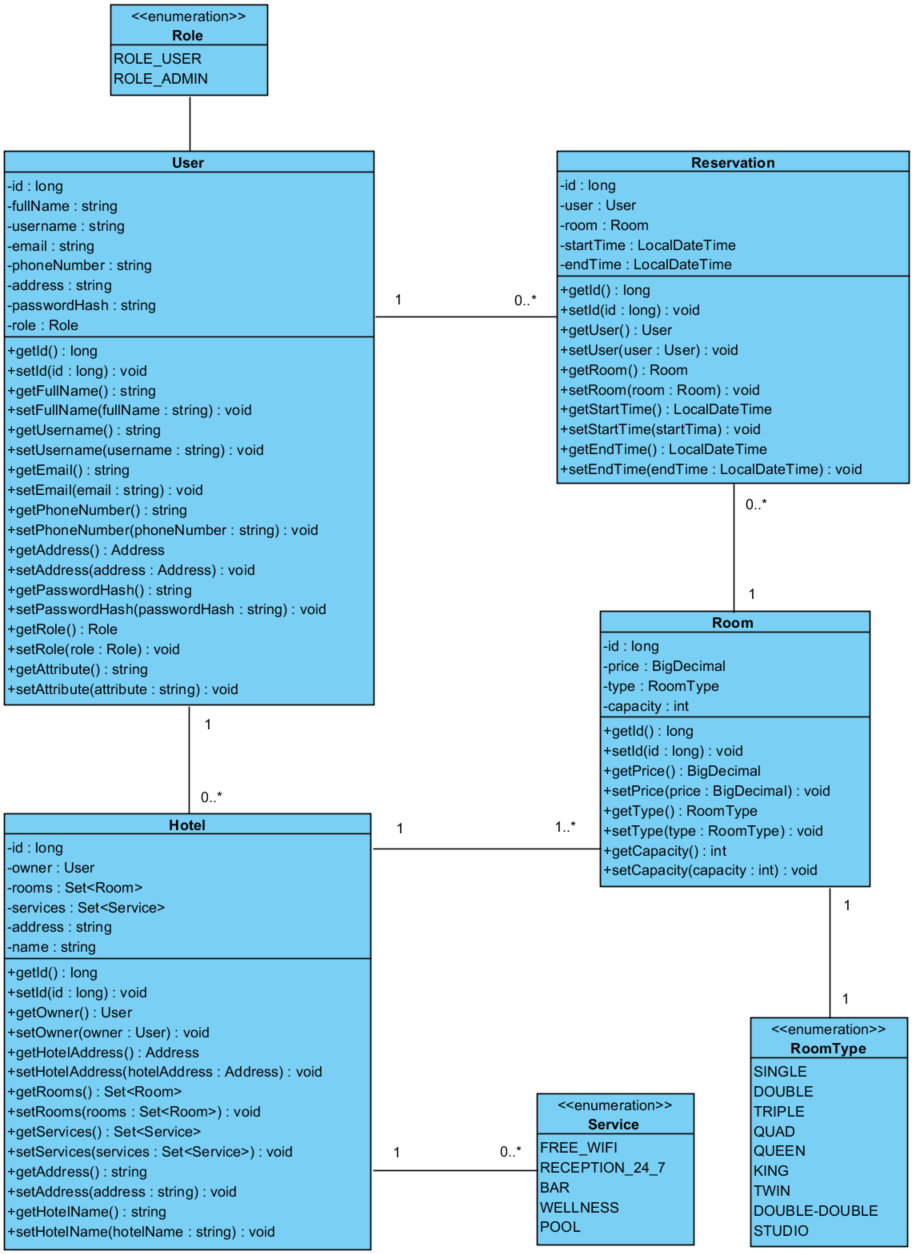 <<enumeration>>
Role
ROLE_USER
ROLE_ADMIN
User
-id : long
-fullName : string
-username : string
-email : string
-phoneNumber : string
-address : string
-passwordHash : string
-role : Role
+getId() : long
+setId(id : long) : void
+getFullName() : string
+setFullName(fullName : string) : void
+getUsername() : string
+setUsername(username : string) : void
+getEmail() : string
+setEmail(email : string) : void
+getPhoneNumber() : string
+setPhoneNumber(phoneNumber : string) : void
+getAddress() : Address
+setAddress(address : Address) : void
+getPasswordHash() : string
+setPasswordHash(passwordHash : string) : void
+getRole() : Role
+setRole(role : Role) : void
+getAttribute() : string
+setAttribute(attribute : string) : void
1
0..*
Reservation
-id : long
-user : User
-room : Room
-startTime : LocalDateTime
-endTime : LocalDateTime
+getId() : long
+setId(id : long) : void
+getUser() : User
+setUser(user : User) : void
+getRoom() : Room
+setRoom(room : Room) : void
+getStartTime() : LocalDateTime
+setStartTime(startTima) : void
+getEndTime() : LocalDateTime
+setEndTime(endTime : LocalDateTime) : void
0..*
1
Room
-id : long
-price : BigDecimal
-type : RoomType
-capacity : int
+getId() : long
+setId(id : long) : void
+getPrice() : BigDecimal
+setPrice(price : BigDecimal) : void
+getType() : RoomType
+setType(type : RoomType) : void
+getCapacity() : int
+setCapacity(capacity : int) : void
1
0..*
Hotel
-id : long
-owner : User
-rooms : Set<Room>
-services : Set<Service>
-address : string
-name : string
+getId() : long
+setId(id : long) : void
+getOwner() : User
+setOwner(owner : User) : void
+getHotelAddress() : Address
+setHotelAddress(hotelAddress : Address) : void
+getRooms() : Set<Room>
+setRooms(rooms : Set<Room>) : void
+getServices() : Set<Service>
+setServices(services : Set<Service>) : void
+getAddress() : string
+setAddress(address : string) : void
+getHotelName() : string
+setHotelName(hotelName : string) : void
1
1..*
1
0..*
<<enumeration>>
Service
FREE_WIFI
RECEPTION_24_7
BAR
WELLNESS
POOL
1
1
<<enumeration>>
RoomType
SINGLE
DOUBLE
TRIPLE
QUAD
QUEEN
KING
TWIN
DOUBLE-DOUBLE
STUDIO